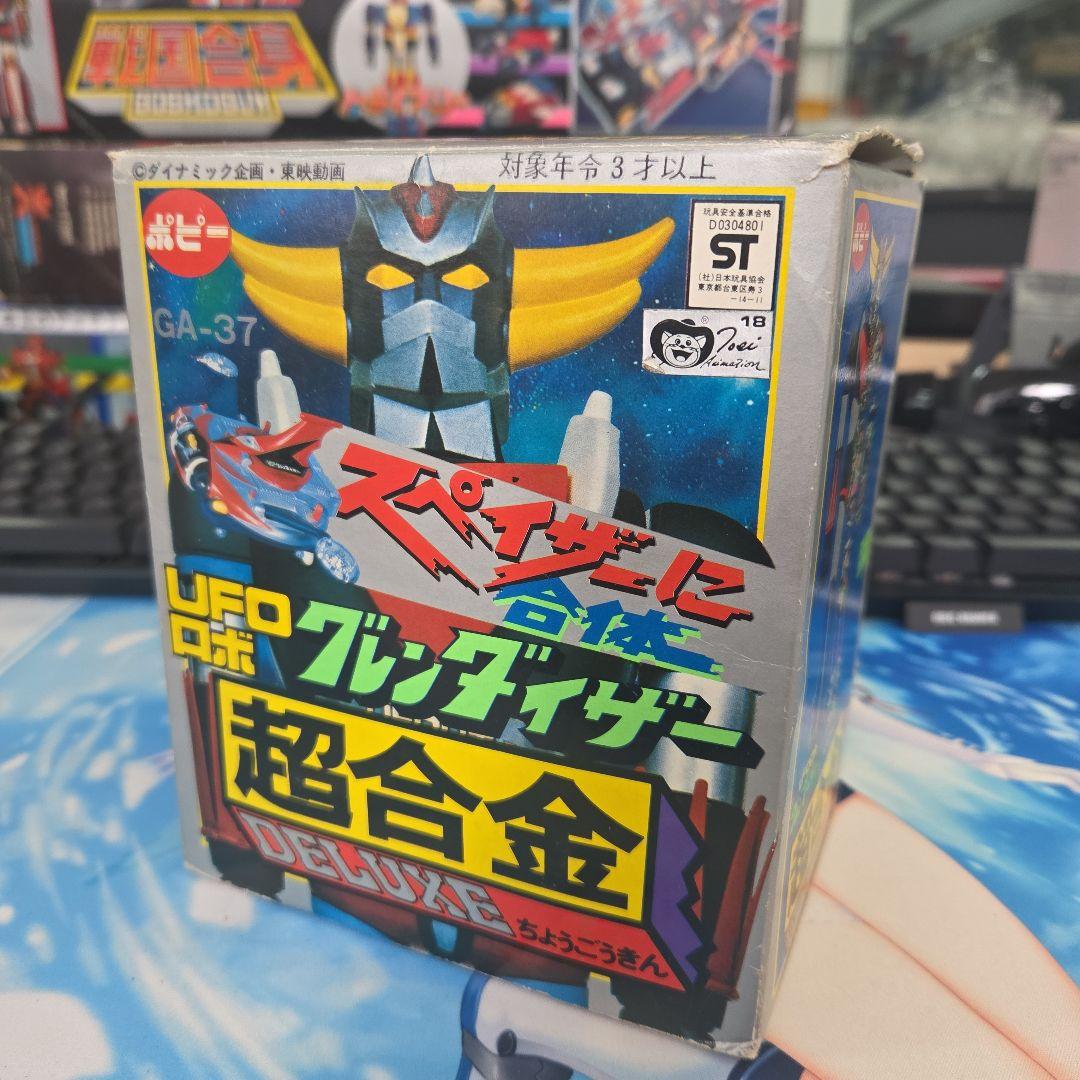 戦国合身
©ダイナミック企画・東映動画
対象年令3才以上
ポピー
玩具安全基準合格
D0304801
ST
(社)日本玩具協会
東京都台東区寿3
-14-11
GA-37
18
®
Toei
Animation
スペイザーに
合体
UFO
ロボ
グレンダイザー
超合金
DELUXE
ちょうごうきん